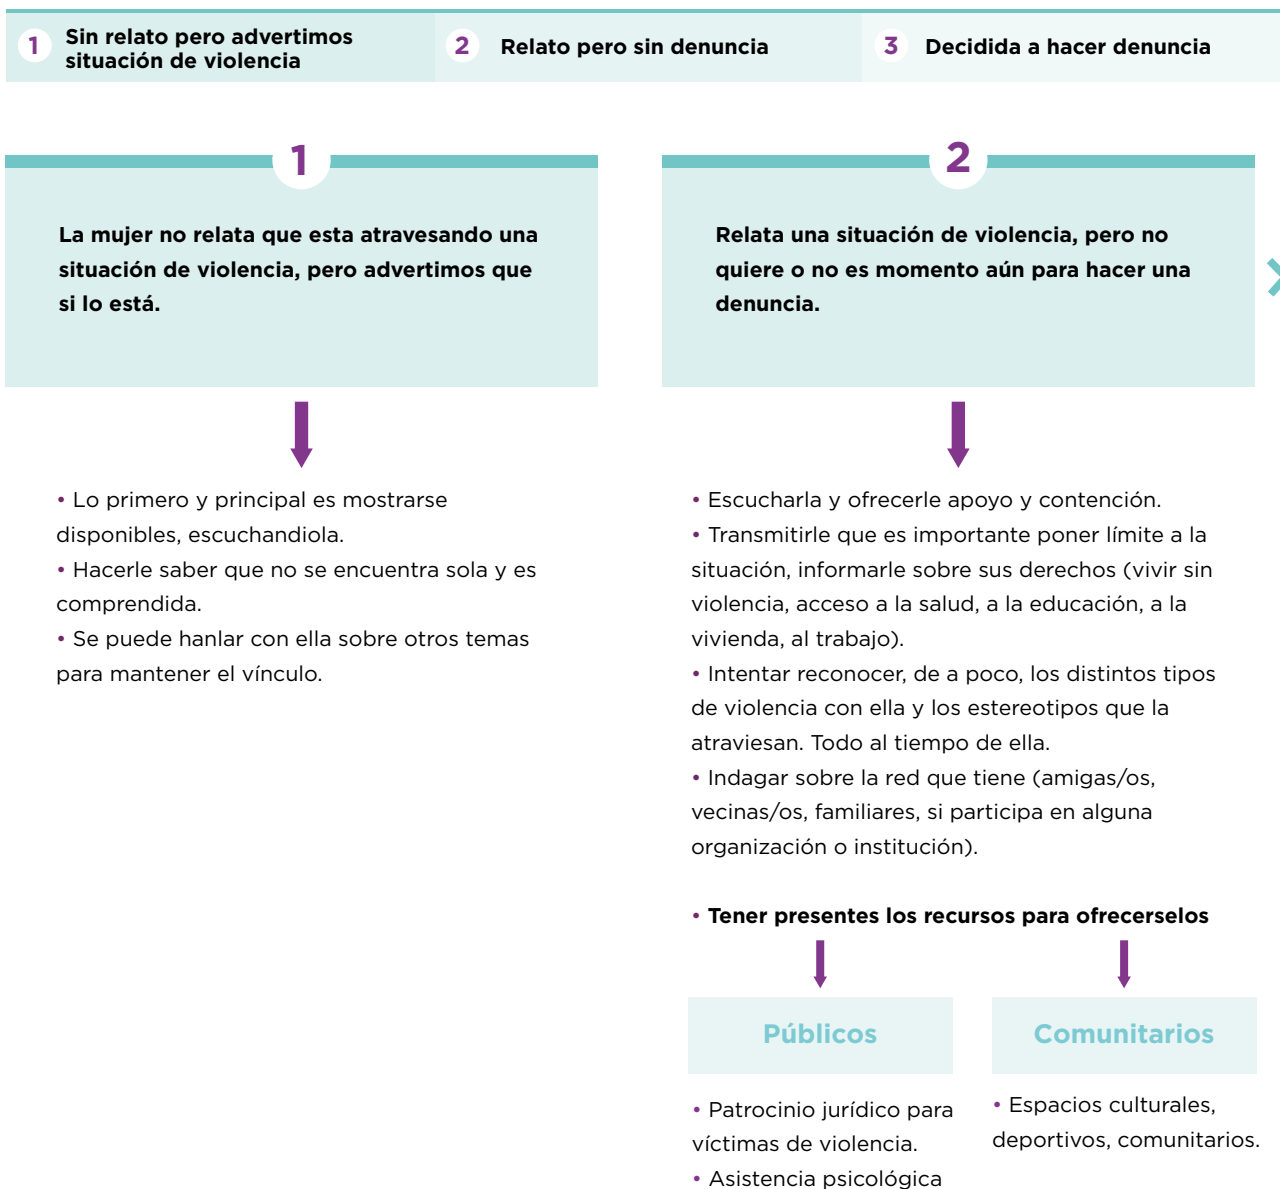 1 Sin relato pero advertimos
situación de violencia
2 Relato pero sin denuncia
3 Decidida a hacer denuncia
1
La mujer no relata que esta atravesando una
situación de violencia, pero advertimos que
si lo está.
• Lo primero y principal es mostrarse
disponibles, escuchandiola.
• Hacerle saber que no se encuentra sola y es
comprendida.
• Se puede hanlar con ella sobre otros temas
para mantener el vínculo.
2
Relata una situación de violencia, pero no
quiere o no es momento aún para hacer una
denuncia.
• Escucharla y ofrecerle apoyo y contención.
• Transmitirle que es importante poner límite a la
situación, informarle sobre sus derechos (vivir sin
violencia, acceso a la salud, a la educación, a la
vivienda, al trabajo).
• Intentar reconocer, de a poco, los distintos tipos
de violencia con ella y los estereotipos que la
atraviesan. Todo al tiempo de ella.
• Indagar sobre la red que tiene (amigas/os,
vecinas/os, familiares, si participa en alguna
organización o institución).
• Tener presentes los recursos para ofrecerselos
Públicos
• Patrocinio jurídico para
víctimas de violencia.
• Asistencia psicológica
Comunitarios
• Espacios culturales,
deportivos, comunitarios.